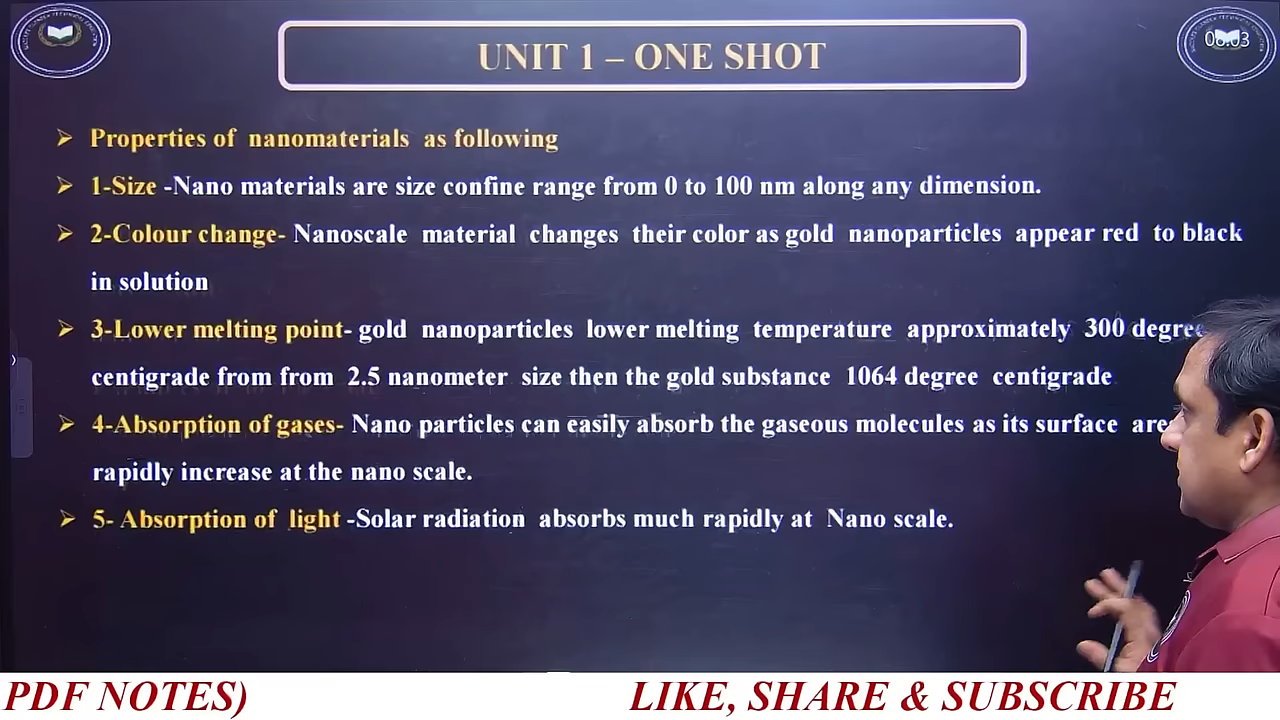 UNIT 1 – ONE SHOT
Properties of nanomaterials as following
1-Size -Nano materials are size confine range from 0 to 100 nm along any dimension.
2-Colour change- Nanoscale material changes their color as gold nanoparticles appear red to black
in solution
3-Lower melting point- gold nanoparticles lower melting temperature approximately 300 degree
centigrade from from 2.5 nanometer size then the gold substance 1064 degree centigrade
4-Absorption of gases- Nano particles can easily absorb the gaseous molecules as its surface are
rapidly increase at the nano scale.
5- Absorption of light -Solar radiation absorbs much rapidly at Nano scale.
PDF NOTES)
LIKE, SHARE & SUBSCRIBE